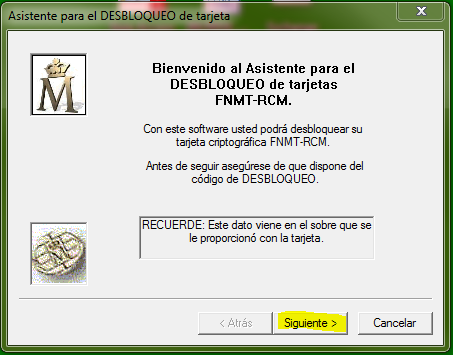 Asistente para el DESBLOQUEO de tarjeta
Bienvenido al Asistente para el
DESBLOQUEO de tarjetas
FNMT-RCM.
Con este software usted podrá desbloquear su
tarjeta criptográfica FNMT-RCM.
Antes de seguir asegúrese de que dispone del
código de DESBLOQUEO.
RECUERDE: Este dato viene en el sobre que se
le proporcionó con la tarjeta.
< Atrás Siguiente > Cancelar